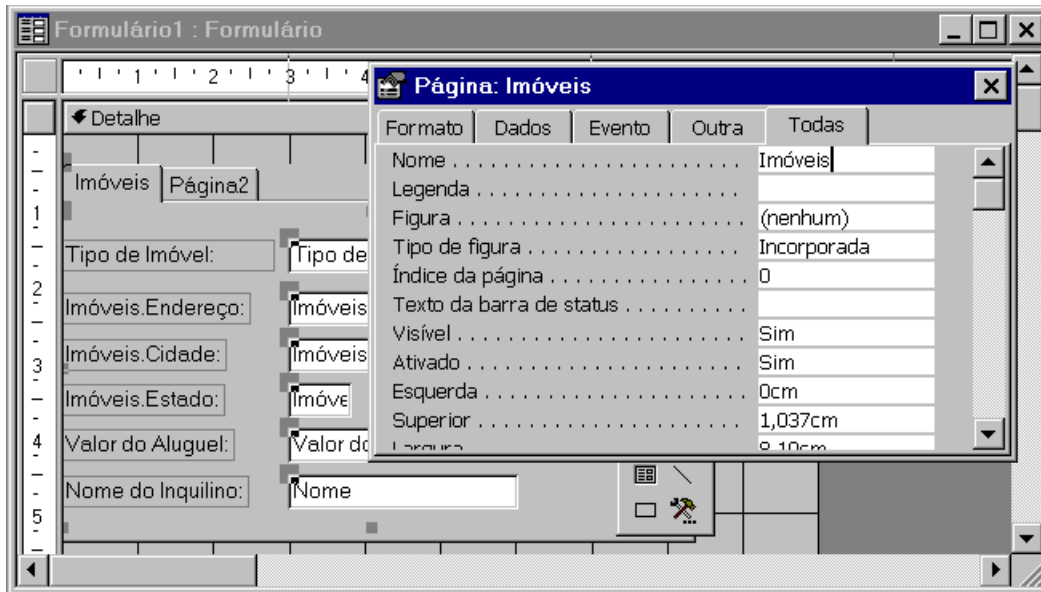 Formulário1 : Formulário
1 2 3 4
Detalhe
Imóveis Página2
1
2
3
4
5
Tipo de Imóvel: Tipo de
Imóveis.Endereço: Imóveis
Imóveis.Cidade: Imóveis
Imóveis.Estado: Imóve
Valor do Aluguel: Valor do
Nome do Inquilino: Nome
Página: Imóveis
Formato Dados Evento Outra Todas
Nome . . . . . . . . . . . . . . . . . . . . . . . . Imóveis
Legenda . . . . . . . . . . . . . . . . . . . . . .
Figura . . . . . . . . . . . . . . . . . . . . . . . . (nenhum)
Tipo de figura . . . . . . . . . . . . . . . . . . Incorporada
Índice da página . . . . . . . . . . . . . . . . 0
Texto da barra de status . . . . . . . . . .
Visível . . . . . . . . . . . . . . . . . . . . . . . . Sim
Ativado . . . . . . . . . . . . . . . . . . . . . . . Sim
Esquerda . . . . . . . . . . . . . . . . . . . . . . 0cm
Superior . . . . . . . . . . . . . . . . . . . . . . 1,037cm
Largura